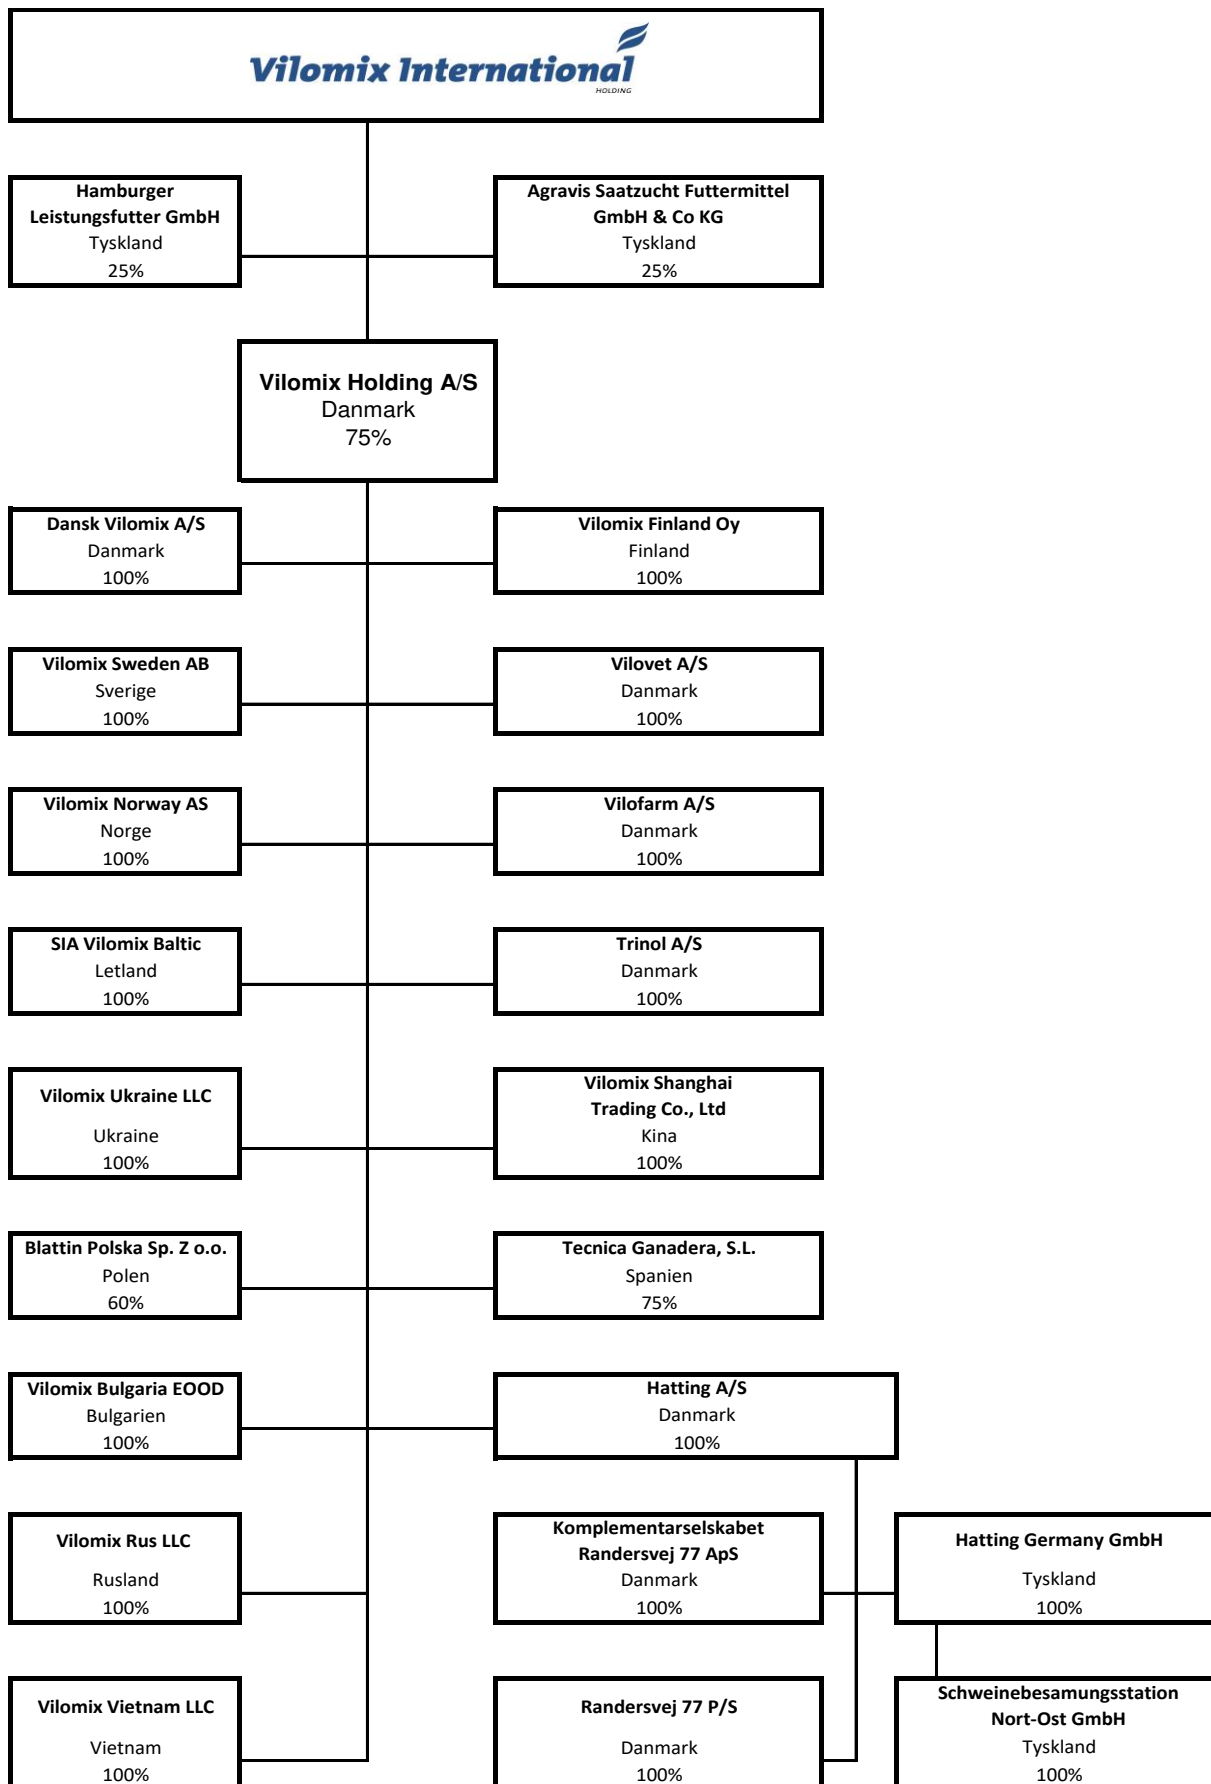 Vilomix International
HOLDING
Hamburger
Leistungsfutter GmbH
Tyskland
25%
Agravis Saatzucht Futtermittel
GmbH & Co KG
Tyskland
25%
Vilomix Holding A/S
Danmark
75%
Dansk Vilomix A/S
Danmark
100%
Vilomix Finland Oy
Finland
100%
Vilomix Sweden AB
Sverige
100%
Vilovet A/S
Danmark
100%
Vilomix Norway AS
Norge
100%
Vilofarm A/S
Danmark
100%
SIA Vilomix Baltic
Letland
100%
Trinol A/S
Danmark
100%
Vilomix Ukraine LLC
Ukraine
100%
Vilomix Shanghai
Trading Co., Ltd
Kina
100%
Blattin Polska Sp. Z o.o.
Polen
60%
Tecnica Ganadera, S.L.
Spanien
75%
Vilomix Bulgaria EOOD
Bulgarien
100%
Hatting A/S
Danmark
100%
Vilomix Rus LLC
Rusland
100%
Komplementarselskabet
Randersvej 77 ApS
Danmark
100%
Hatting Germany GmbH
Tyskland
100%
Vilomix Vietnam LLC
Vietnam
100%
Randersvej 77 P/S
Danmark
100%
Schweinebesamungsstation
Nort-Ost GmbH
Tyskland
100%